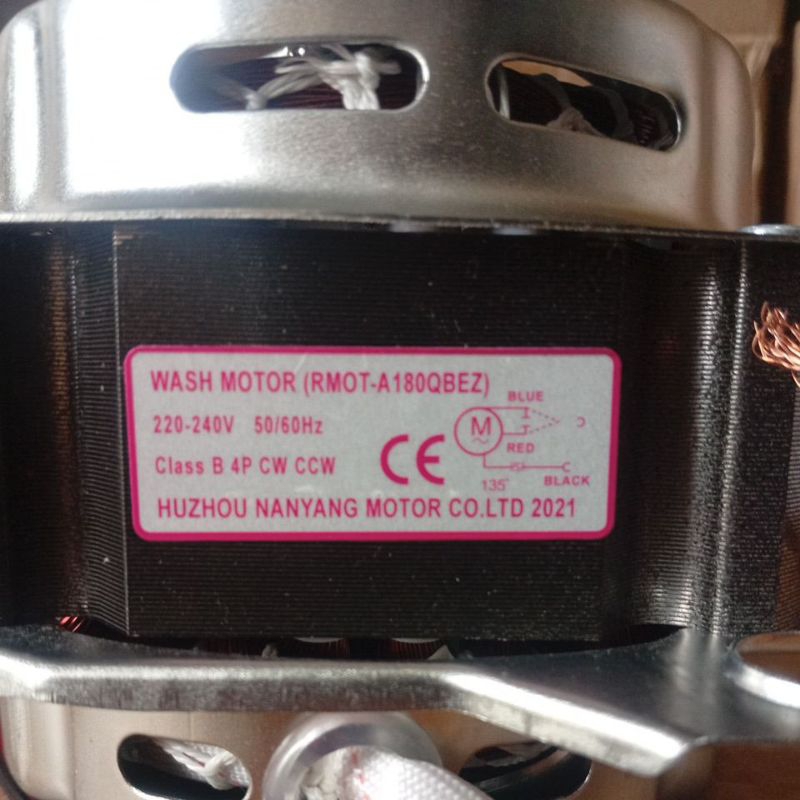 WASH MOTOR (RMOT-A180QBEZ)
220-240V 50/60Hz
Class B 4P CW CCW
CE
M
~
BLUE
RED
BLACK
135°
HUZHOU NANYANG MOTOR CO.LTD 2021